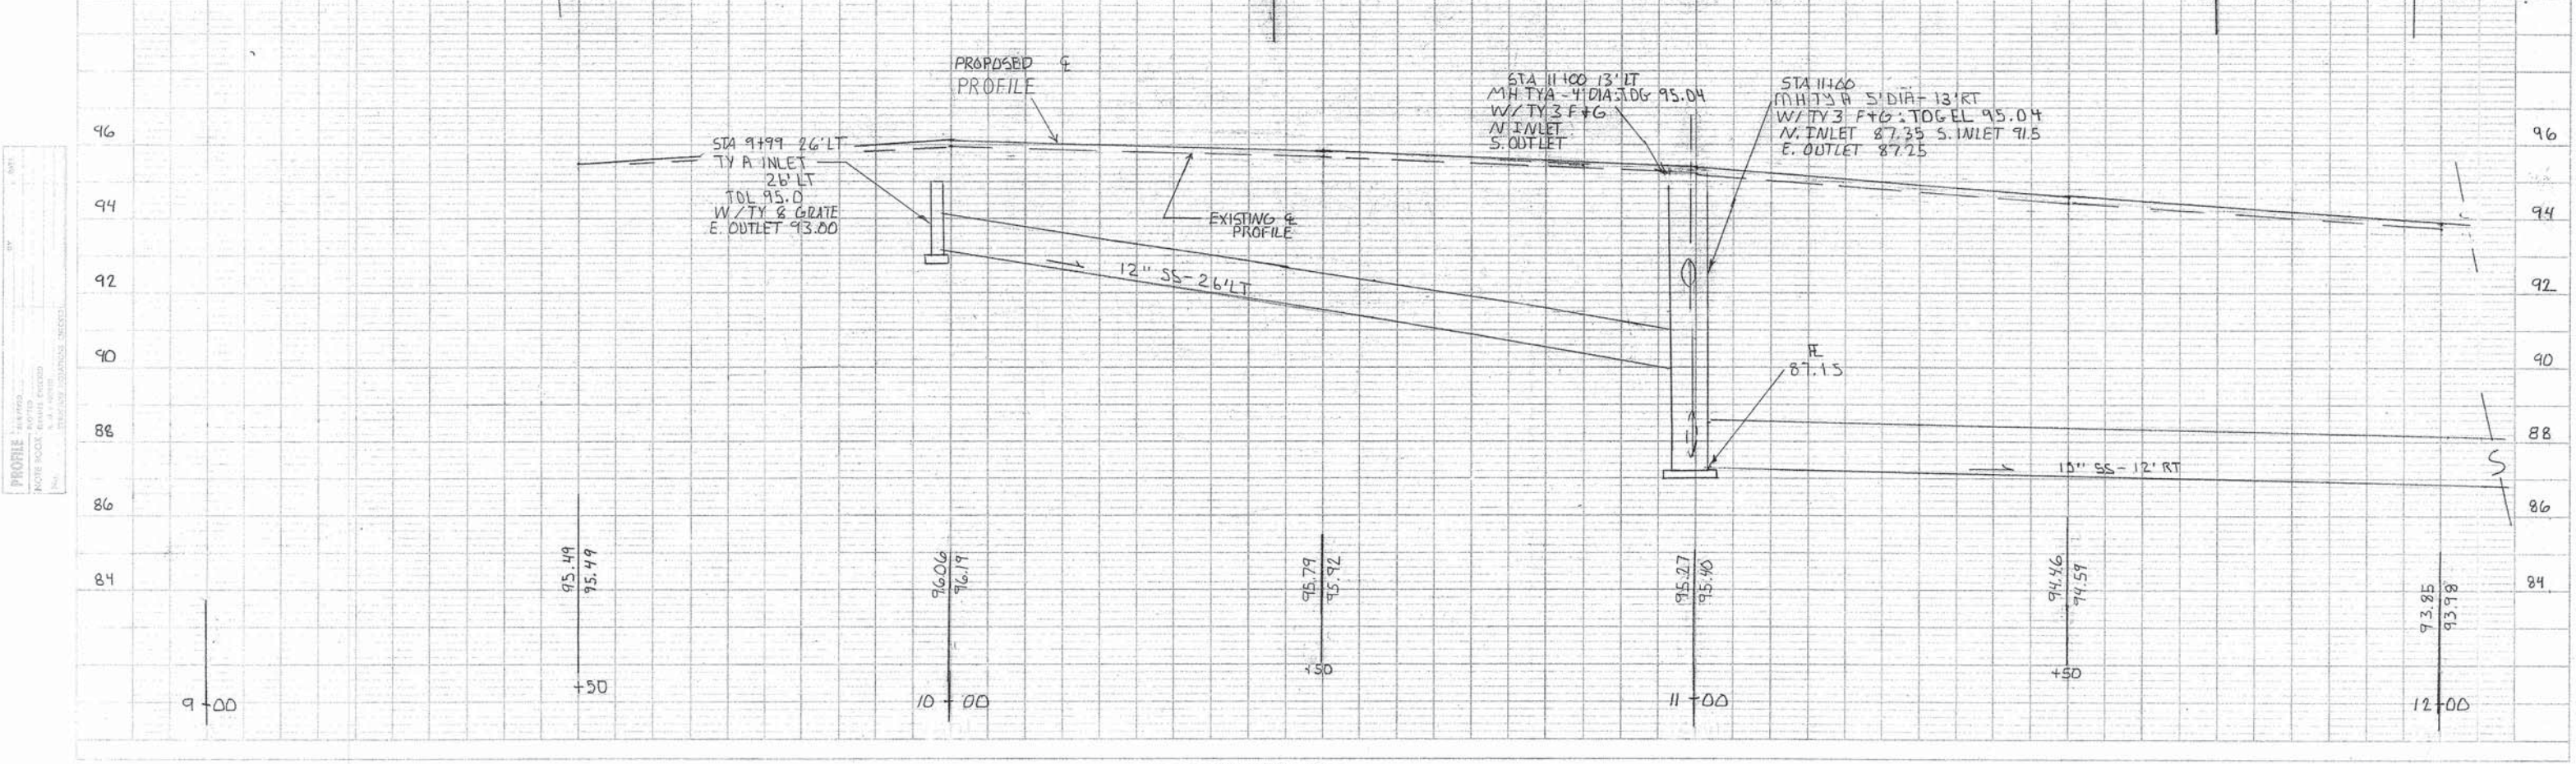 PROPOSED ℄
PROFILE
STA 9+99 26'LT
TY A INLET
26' LT
TOL 95.0
W/TY 8 GRATE
E. OUTLET 93.00
EXISTING ℄
PROFILE
12" SS-26'LT
STA 11+00 13'LT
MH TYA-4'DIA:TOG 95.04
W/TY 3 F+G
N INLET
S. OUTLET
STA 11+00
MH TY A 5'DIA-13'RT
W/TY3 F+G:TOG EL 95.04
N. INLET 87.35 S. INLET 91.5
E. OUTLET 87.25
FL
87.15
SS-12'RT
S
96
94
92
90
88
86
84
96
94
92
90
88
86
84
95.49
95.49
96.06
96.19
95.79
95.92
95.27
95.40
94.46
94.59
93.85
93.98
9+00
+50
10+00
+50
11+00
+50
12+00
PROFILE
NOTE BOOK